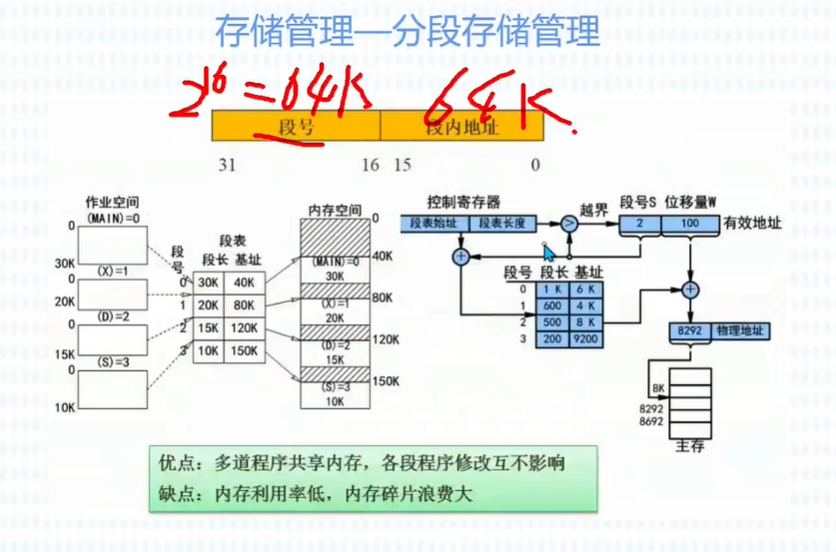 存储管理—分段存储管理
2^16=64K 64K.
段号 段内地址
31 16 15 0
作业空间
(MAIN)=0
0
30K
(X)=1
0
20K
(D)=2
0
15K
(S)=3
0
10K
段号
段表
段长 基址
0 30K 40K
1 20K 80K
2 15K 120K
3 10K 150K
内存空间
0
(MAIN)=0 40K
30K
(X)=1 80K
20K
(D)=2 120K
15K
(S)=3 150K
10K
控制寄存器
段表始址 段表长度
> 越界
段号S 位移量W
2 100 有效地址
+
段号 段长 基址
0 1 K 6 K
1 600 4 K
2 500 8 K
3 200 9200
+
8292 物理地址
8K
8292
8692
主存
优点：多道程序共享内存，各段程序修改互不影响
缺点：内存利用率低，内存碎片浪费大